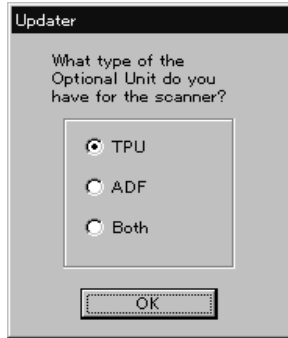 Updater
What type of the
Optional Unit do you
have for the scanner?
TPU
ADF
Both
OK